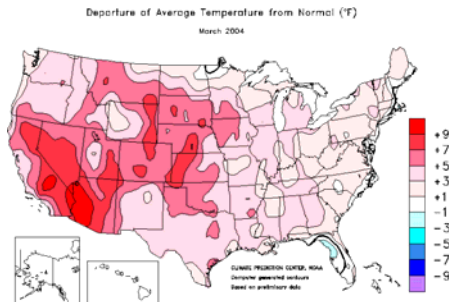 Departure of Average Temperature from Normal (°F)
March 2004
+9
+7
+5
+3
+1
-1
-3
-5
-7
-9
CLIMATE PREDICTION CENTER, NOAA
Computer generated contours
Based on preliminary data